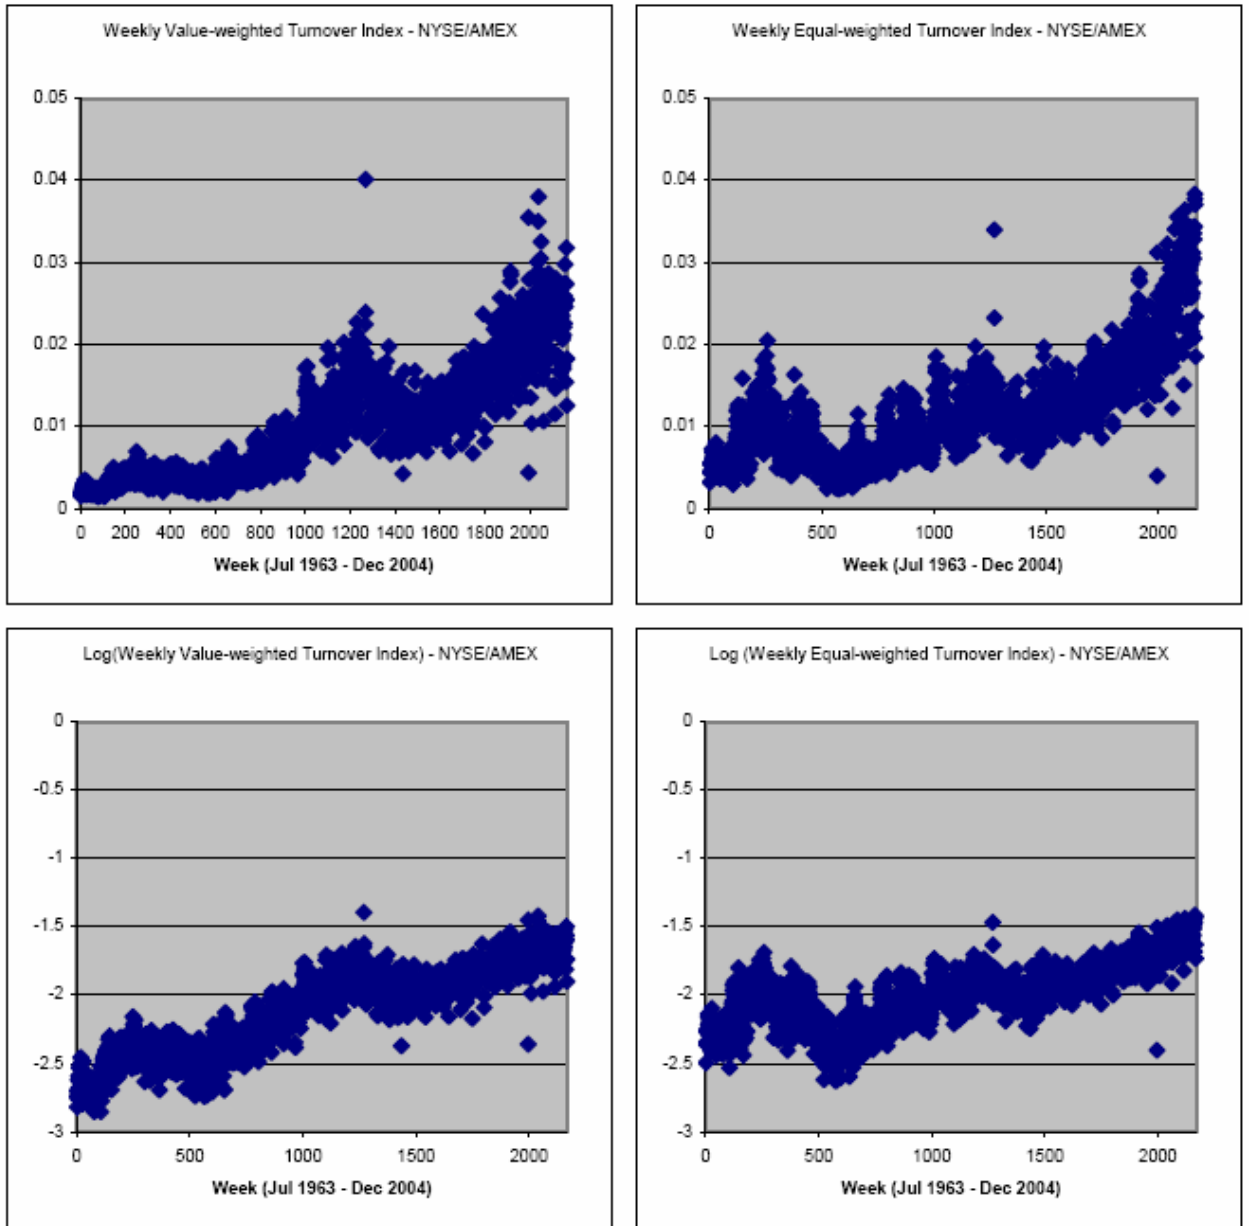 Weekly Value-weighted Turnover Index - NYSE/AMEX
0.05
0.04
0.03
0.02
0.01
0
0 200 400 600 800 1000 1200 1400 1600 1800 2000
Week (Jul 1963 - Dec 2004)
Weekly Equal-weighted Turnover Index - NYSE/AMEX
0.05
0.04
0.03
0.02
0.01
0
0 500 1000 1500 2000
Week (Jul 1963 - Dec 2004)
Log(Weekly Value-weighted Turnover Index) - NYSE/AMEX
0
-0.5
-1
-1.5
-2
-2.5
-3
0 500 1000 1500 2000
Week (Jul 1963 - Dec 2004)
Log (Weekly Equal-weighted Turnover Index) - NYSE/AMEX
0
-0.5
-1
-1.5
-2
-2.5
-3
0 500 1000 1500 2000
Week (Jul 1963 - Dec 2004)